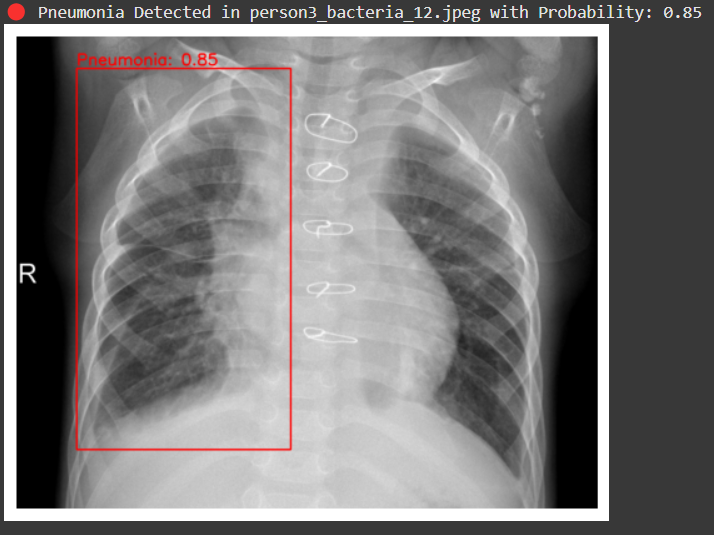 Pneumonia Detected in person3_bacteria_12.jpeg with Probability: 0.85
Pneumonia: 0.85
R